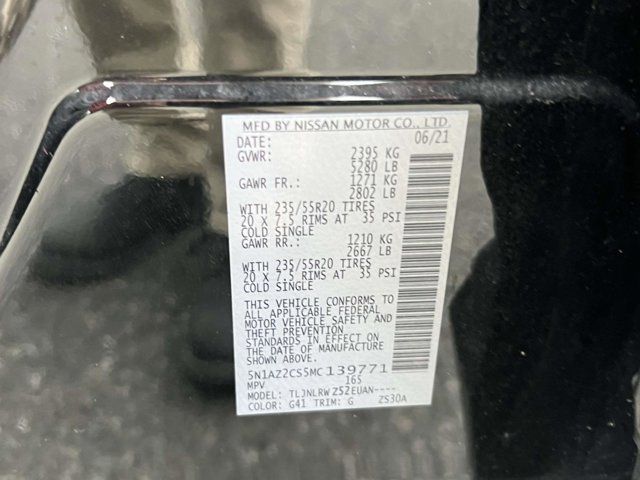 MFD BY NISSAN MOTOR CO., LTD.
DATE: 06/21
GVWR: 2395 KG
5280 LB
GAWR FR.: 1271 KG
2802 LB
WITH 235/55R20 TIRES
20 X 7.5 RIMS AT 35 PSI
COLD SINGLE
GAWR RR.: 1210 KG
2667 LB
WITH 235/55R20 TIRES
20 X 7.5 RIMS AT 35 PSI
COLD SINGLE
THIS VEHICLE CONFORMS TO
ALL APPLICABLE FEDERAL
MOTOR VEHICLE SAFETY AND
THEFT PREVENTION
STANDARDS IN EFFECT ON
THE DATE OF MANUFACTURE
5N1AZ2CS5MC139771
MPV 165
MODEL: TLJNLRW Z52EUAN----
COLOR: G41 TRIM: G ZS30A